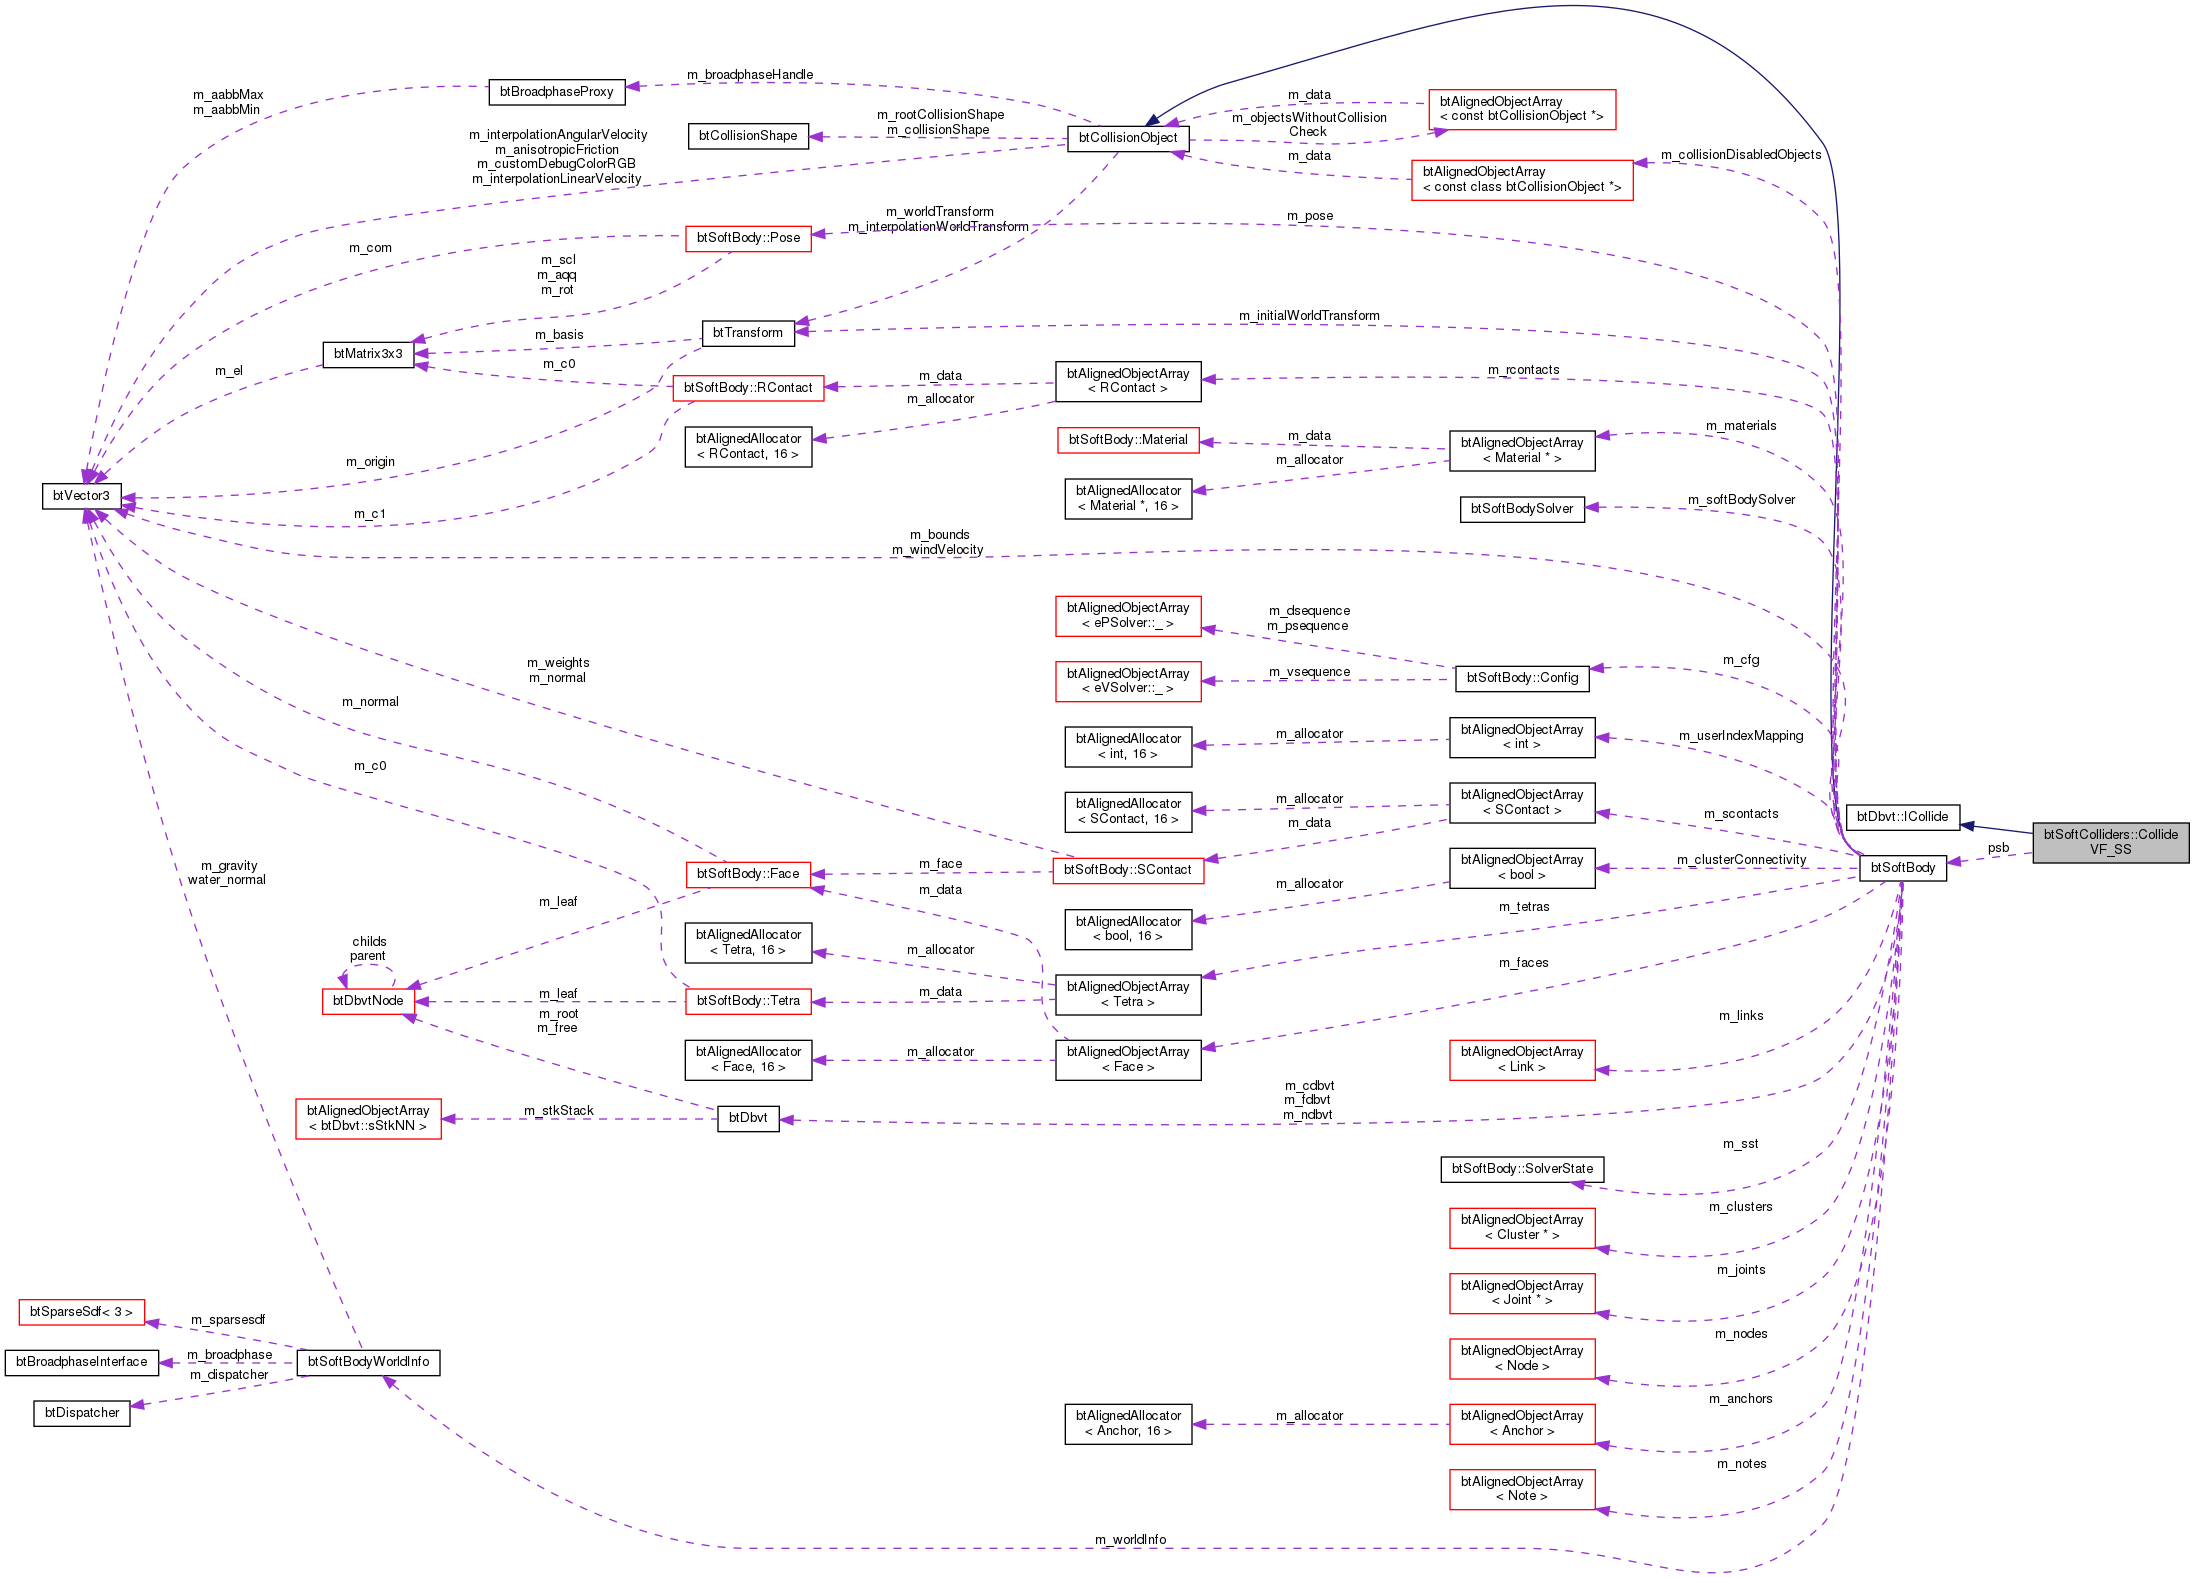 m_broadphaseHandle
m_aabbMax
m_aabbMin
btBroadphaseProxy
m_data
btAlignedObjectArray
< const btCollisionObject *>
m_rootCollisionShape
m_collisionShape
btCollisionShape
btCollisionObject
m_objectsWithoutCollision
Check
m_interpolationAngularVelocity
m_anisotropicFriction
m_customDebugColorRGB
m_interpolationLinearVelocity
m_data
btAlignedObjectArray
< const class btCollisionObject *>
m_collisionDisabledObjects
m_worldTransform
m_interpolationWorldTransform
m_pose
m_com
btSoftBody::Pose
m_scl
m_aqq
m_rot
m_initialWorldTransform
btTransform
m_basis
btMatrix3x3
m_el
m_c0
btSoftBody::RContact
m_data
btAlignedObjectArray
< RContact >
m_rcontacts
m_allocator
btAlignedAllocator
< RContact, 16 >
m_origin
m_c1
btSoftBody::Material
m_data
btAlignedObjectArray
< Material * >
m_materials
m_allocator
btAlignedAllocator
< Material *, 16 >
btVector3
btSoftBodySolver
m_softBodySolver
m_bounds
m_windVelocity
btAlignedObjectArray
< ePSolver::_ >
m_dsequence
m_psequence
m_weights
m_normal
btAlignedObjectArray
< eVSolver::_ >
m_vsequence
btSoftBody::Config
m_cfg
m_normal
btAlignedAllocator
< int, 16 >
m_allocator
btAlignedObjectArray
< int >
m_userIndexMapping
m_c0
btAlignedAllocator
< SContact, 16 >
m_allocator
m_data
btAlignedObjectArray
< SContact >
m_scontacts
btDbvt::ICollide
btSoftColliders::Collide
VF_SS
psb
btSoftBody
m_gravity
water_normal
btSoftBody::Face
m_face
btSoftBody::SContact
m_data
btAlignedObjectArray
< bool >
m_clusterConnectivity
m_allocator
btAlignedAllocator
< bool, 16 >
m_leaf
m_tetras
childs
parent
btDbvtNode
btAlignedAllocator
< Tetra, 16 >
m_allocator
m_faces
m_leaf
btSoftBody::Tetra
m_data
btAlignedObjectArray
< Tetra >
m_root
m_free
m_links
btAlignedAllocator
< Face, 16 >
m_allocator
btAlignedObjectArray
< Face >
btAlignedObjectArray
< Link >
m_cdbvt
m_fdbvt
m_ndbvt
btAlignedObjectArray
< btDbvt::sStkNN >
m_stkStack
btDbvt
m_sst
btSoftBody::SolverState
m_clusters
btAlignedObjectArray
< Cluster * >
m_joints
btAlignedObjectArray
< Joint * >
btSparseSdf< 3 >
m_sparsesdf
m_nodes
btAlignedObjectArray
< Node >
btBroadphaseInterface
m_broadphase
btSoftBodyWorldInfo
m_dispatcher
btDispatcher
m_anchors
btAlignedAllocator
< Anchor, 16 >
m_allocator
btAlignedObjectArray
< Anchor >
m_notes
btAlignedObjectArray
< Note >
m_worldInfo